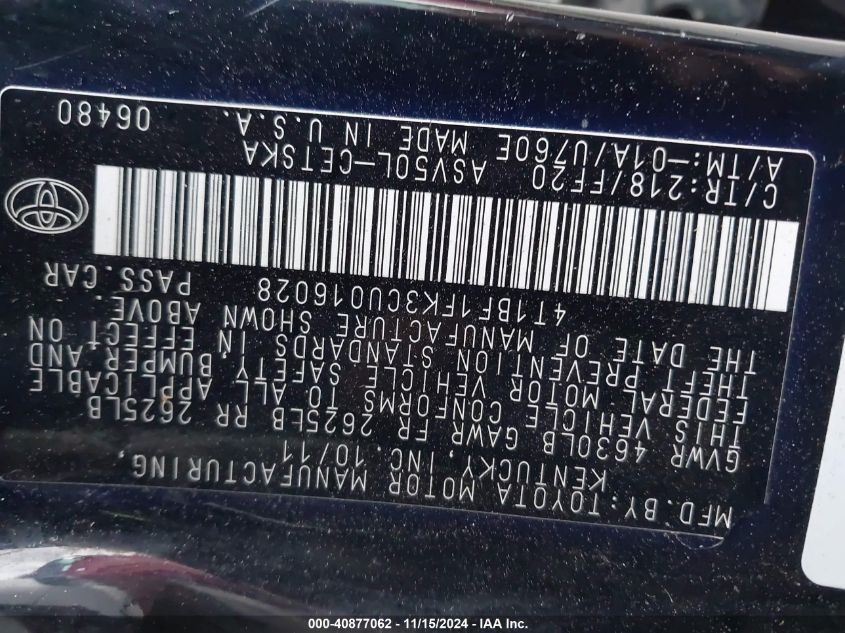 MFD.BY:TOYOTA MOTOR MANUFACTURING,
KENTUCKY, INC. 10/11
GVWR 4630LB GAWR FR 2625LB RR 2625LB
THIS VEHICLE CONFORMS TO ALL APPLICABLE
FEDERAL MOTOR VEHICLE SAFETY BUMPER AND
THEFT PREVENTION STANDARDS IN EFFECT ON
THE DATE OF MANUFACTURE SHOWN ABOVE.
4T1BF1FK3CU016028 PASS.CAR
C/TR:218/FF20 ASV50L-CETSKA
A/TM:-01A/U760E MADE IN U.S.A. 06480
000-40877062 - 11/15/2024 - IAA Inc.